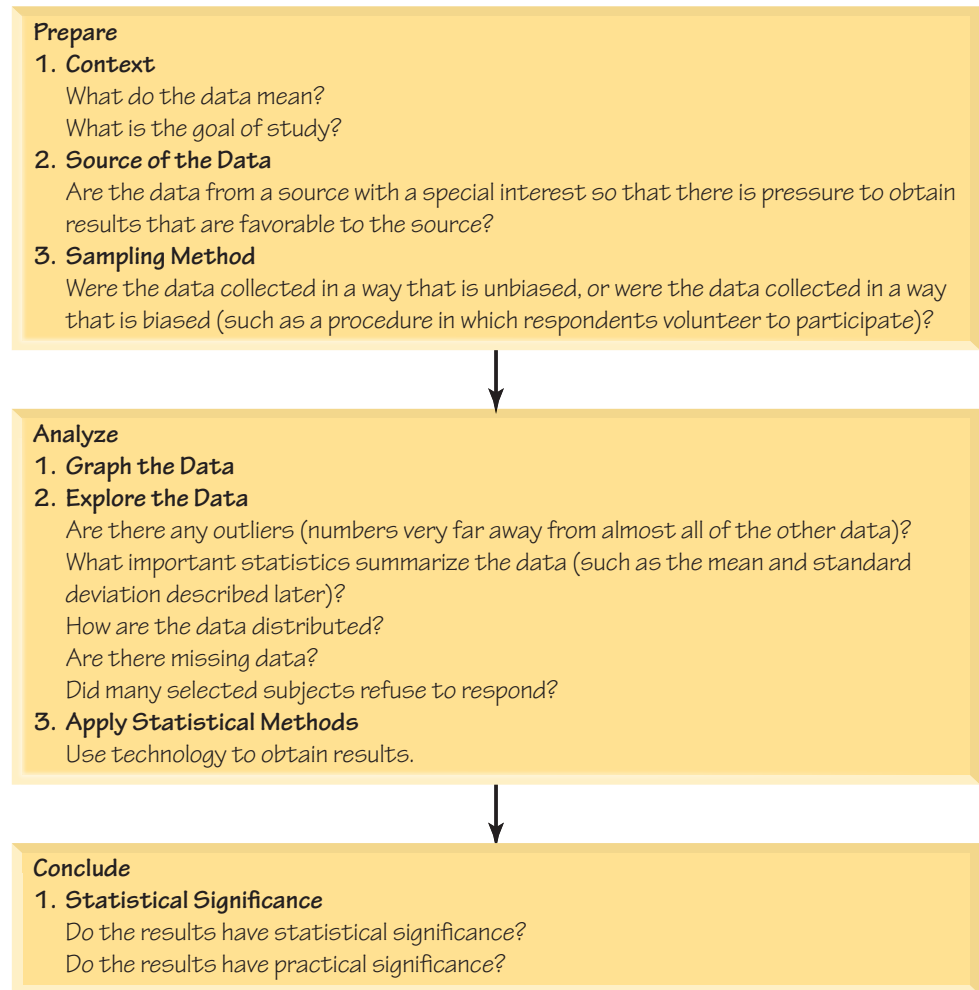 Prepare
1. Context
What do the data mean?
What is the goal of study?
2. Source of the Data
Are the data from a source with a special interest so that there is pressure to obtain
results that are favorable to the source?
3. Sampling Method
Were the data collected in a way that is unbiased, or were the data collected in a way
that is biased (such as a procedure in which respondents volunteer to participate)?
Analyze
1. Graph the Data
2. Explore the Data
Are there any outliers (numbers very far away from almost all of the other data)?
What important statistics summarize the data (such as the mean and standard
deviation described later)?
How are the data distributed?
Are there missing data?
Did many selected subjects refuse to respond?
3. Apply Statistical Methods
Use technology to obtain results.
Conclude
1. Statistical Significance
Do the results have statistical significance?
Do the results have practical significance?